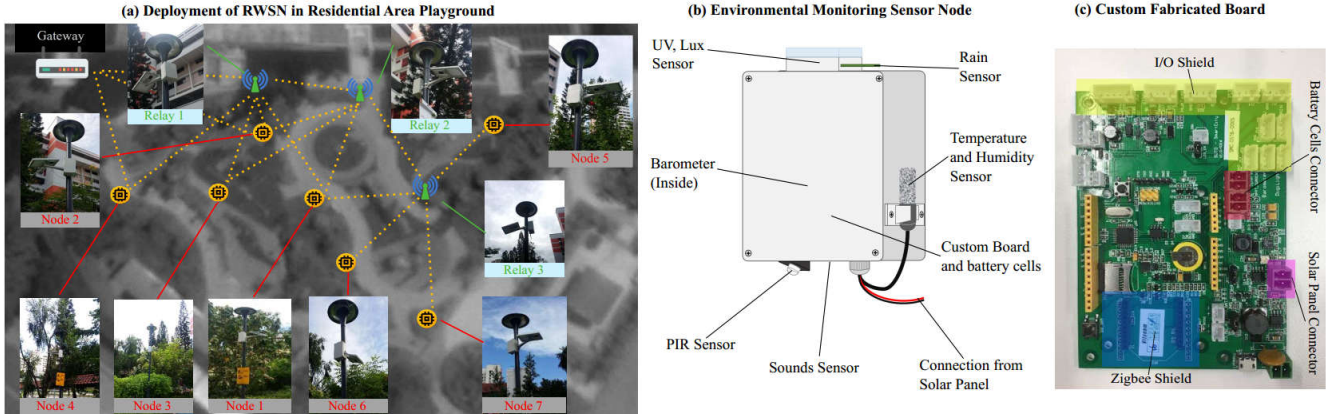 (a) Deployment of RWSN in Residential Area Playground
Gateway
Relay 1
Relay 2
Node 5
Node 2
Relay 3
Node 4
Node 3
Node 1
Node 6
Node 7
(b) Environmental Monitoring Sensor Node
UV, Lux
Sensor
Rain
Sensor
Temperature
and Humidity
Sensor
Barometer
(Inside)
Custom Board
and battery cells
PIR Sensor
Sounds Sensor
Connection from
Solar Panel
(c) Custom Fabricated Board
I/O Shield
Battery Cells Connector
Solar Panel Connector
Zigbee Shield